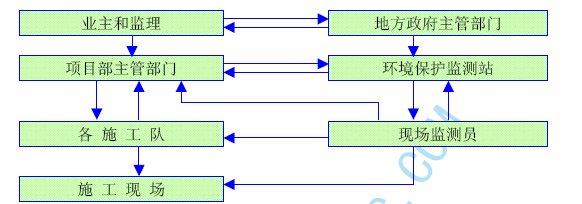 业主和监理
地方政府主管部门
项目部主管部门
环境保护监测站
各 施 工 队
现场监测员
施 工 现 场